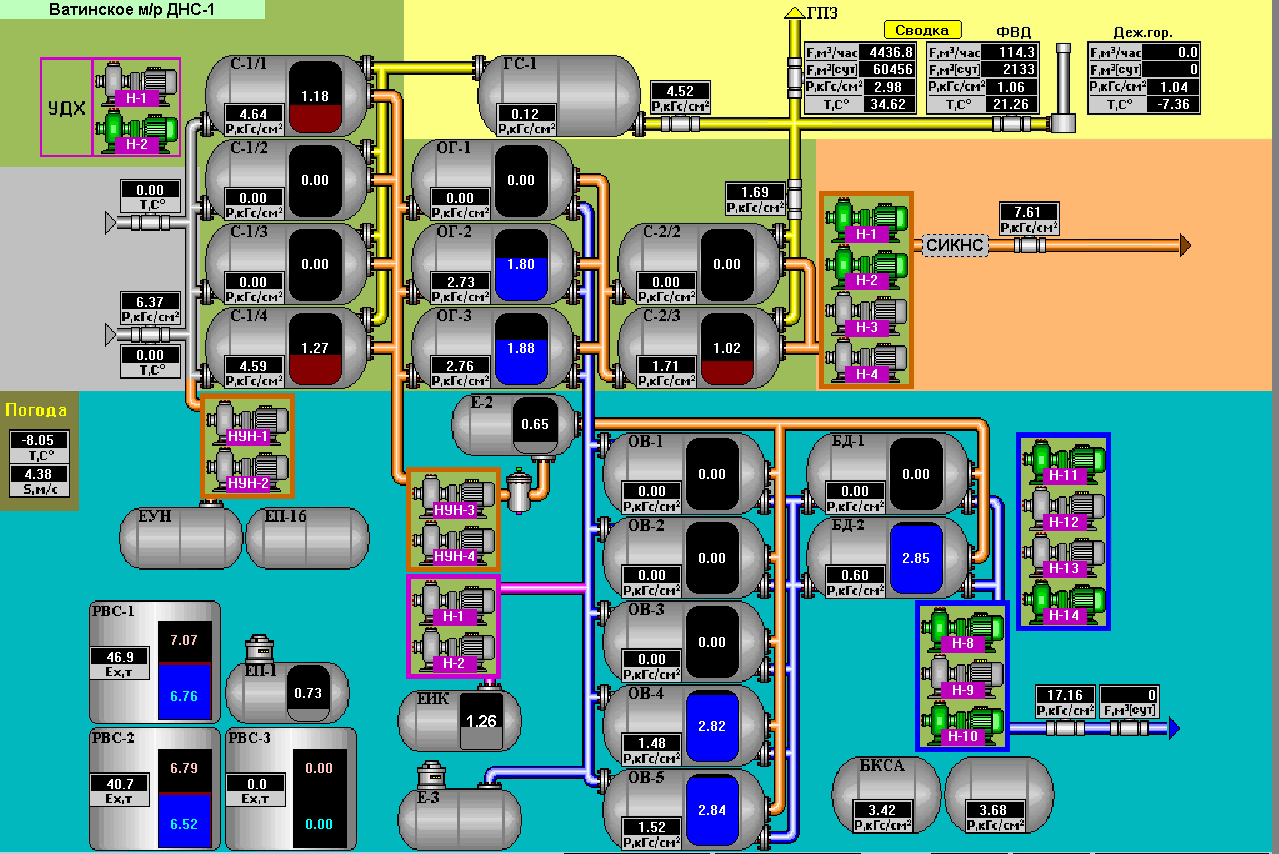 Ватинское м/р ДНС-1
ГПЗ
Сводка
ФВД
Деж.гор.
F,м³/час 4436.8
F,м³[сут] 60456
P,кГс/см² 2.98
T,C° 34.62
F,м³/час 114.3
F,м³[сут] 2133
P,кГс/см² 1.06
T,C° 21.26
F,м³/час 0.0
F,м³[сут] 0
P,кГс/см² 1.04
T,C° -7.36
УДХ
Н-1
Н-2
С-1/1
1.18
4.64
P,кГс/см²
ГС-1
0.12
P,кГс/см²
4.52
P,кГс/см²
С-1/2
0.00
0.00
P,кГс/см²
ОГ-1
0.00
0.00
P,кГс/см²
1.69
P,кГс/см²
0.00
T,C°
С-1/3
0.00
0.00
P,кГс/см²
ОГ-2
1.80
2.73
P,кГс/см²
С-2/2
0.00
0.00
P,кГс/см²
Н-1
Н-2
Н-3
Н-4
СИКНС
7.61
P,кГс/см²
6.37
P,кГс/см²
0.00
T,C°
С-1/4
1.27
4.59
P,кГс/см²
ОГ-3
1.88
2.76
P,кГс/см²
С-2/3
1.02
1.71
P,кГс/см²
Погода
-8.05
T,C°
4.38
S,м/с
НУН-1
НУН-2
Е-2
0.65
ЕУН
ЕП-16
НУН-3
НУН-4
Н-1
Н-2
ОВ-1
0.00
0.00
P,кГс/см²
БД-1
0.00
0.00
P,кГс/см²
Н-11
Н-12
Н-13
Н-14
ОВ-2
0.00
0.00
P,кГс/см²
БД-2
2.85
0.60
P,кГс/см²
ОВ-3
0.00
0.00
P,кГс/см²
Н-8
Н-9
Н-10
РВС-1
7.07
46.9
Ех,т
6.76
ЕП-1
0.73
ЕИК
1.26
ОВ-4
2.82
1.48
P,кГс/см²
17.16
P,кГс/см²
0
F,м³[сут]
РВС-2
6.79
40.7
Ех,т
6.52
РВС-3
0.00
0.0
Ех,т
0.00
Е-3
ОВ-5
2.84
1.52
P,кГс/см²
БКСА
3.42
P,кГс/см²
3.68
P,кГс/см²